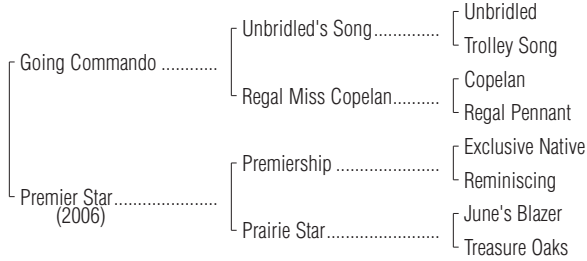 Unbridled
Unbridled's Song..............
Trolley Song
Going Commando ............
Copelan
Regal Miss Copelan..........
Regal Pennant
Exclusive Native
Premiership ......................
Reminiscing
Premier Star......................
(2006)
June's Blazer
Prairie Star........................
Treasure Oaks